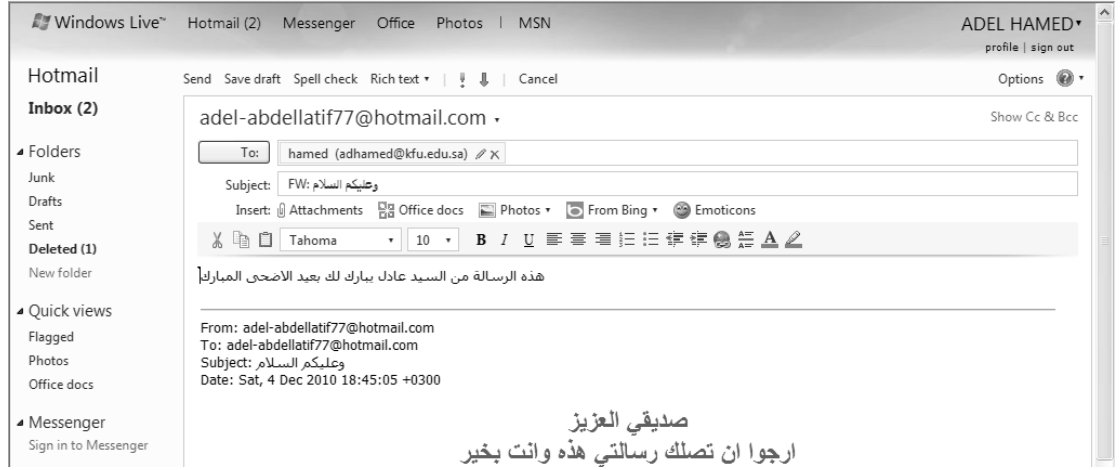 Windows Live™ Hotmail (2) Messenger Office Photos | MSN ADEL HAMED
profile | sign out
Hotmail Send Save draft Spell check Rich text | Cancel Options
Inbox (2)
adel-abdellatif77@hotmail.com Show Cc & Bcc
Folders
To: hamed (adhamed@kfu.edu.sa)
Junk
Subject: FW: وعليكم السلام
Drafts
Insert: Attachments Office docs Photos From Bing Emoticons
Sent
Tahoma 10 B I U A
Deleted (1)
New folder
هذه الرسالة من السيد عادل يبارك لك بعيد الاضحى المبارك
Quick views
Flagged
Photos
Office docs
From: adel-abdellatif77@hotmail.com
To: adel-abdellatif77@hotmail.com
Subject: وعليكم السلام
Date: Sat, 4 Dec 2010 18:45:05 +0300
Messenger
Sign in to Messenger
صديقي العزيز
ارجوا ان تصلك رسالتي هذه وانت بخير